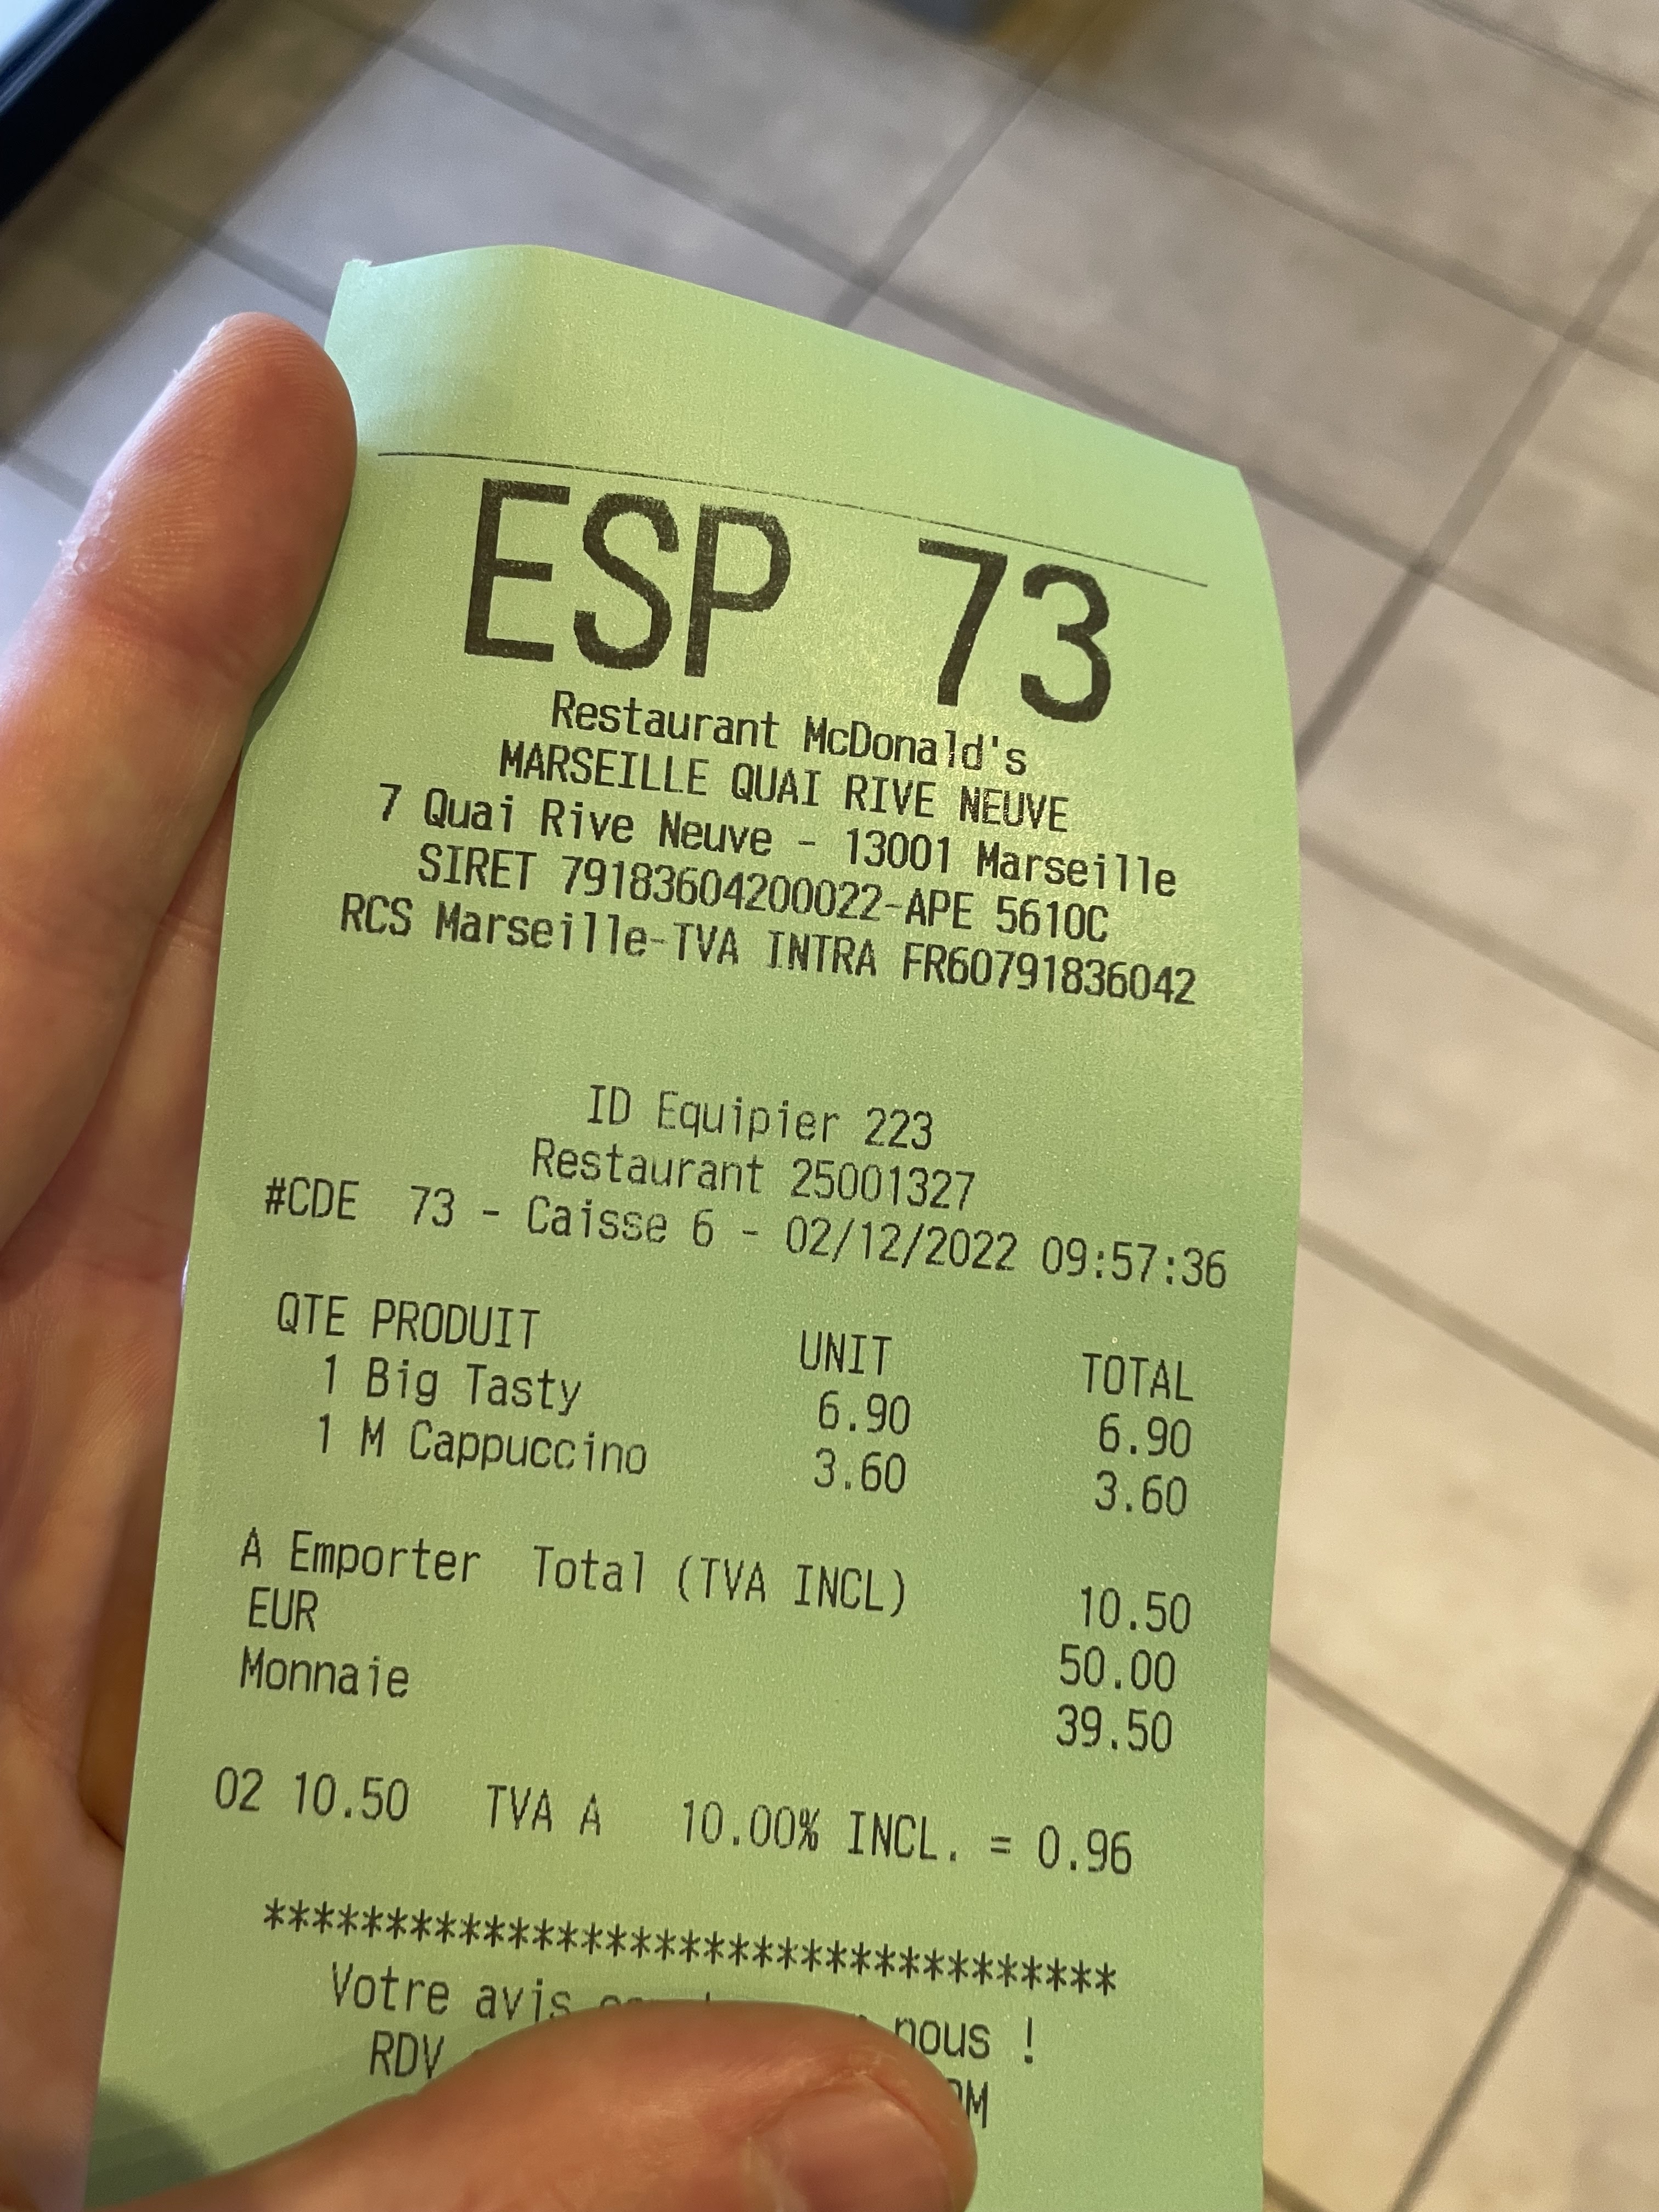 ESP 73
Restaurant McDonald's
MARSEILLE QUAI RIVE NEUVE
7 Quai Rive Neuve - 13001 Marseille
SIRET 79183604200022-APE 5610C
RCS Marseille-TVA INTRA FR60791836042
ID Equipier 223
Restaurant 25001327
#CDE 73 - Caisse 6 - 02/12/2022 09:57:36
QTE PRODUIT UNIT TOTAL
1 Big Tasty 6.90 6.90
1 M Cappuccino 3.60 3.60
A Emporter Total (TVA INCL) 10.50
EUR 50.00
Monnaie 39.50
02 10.50 TVA A 10.00% INCL. = 0.96
***********************************
Votre avis nous !
RDV